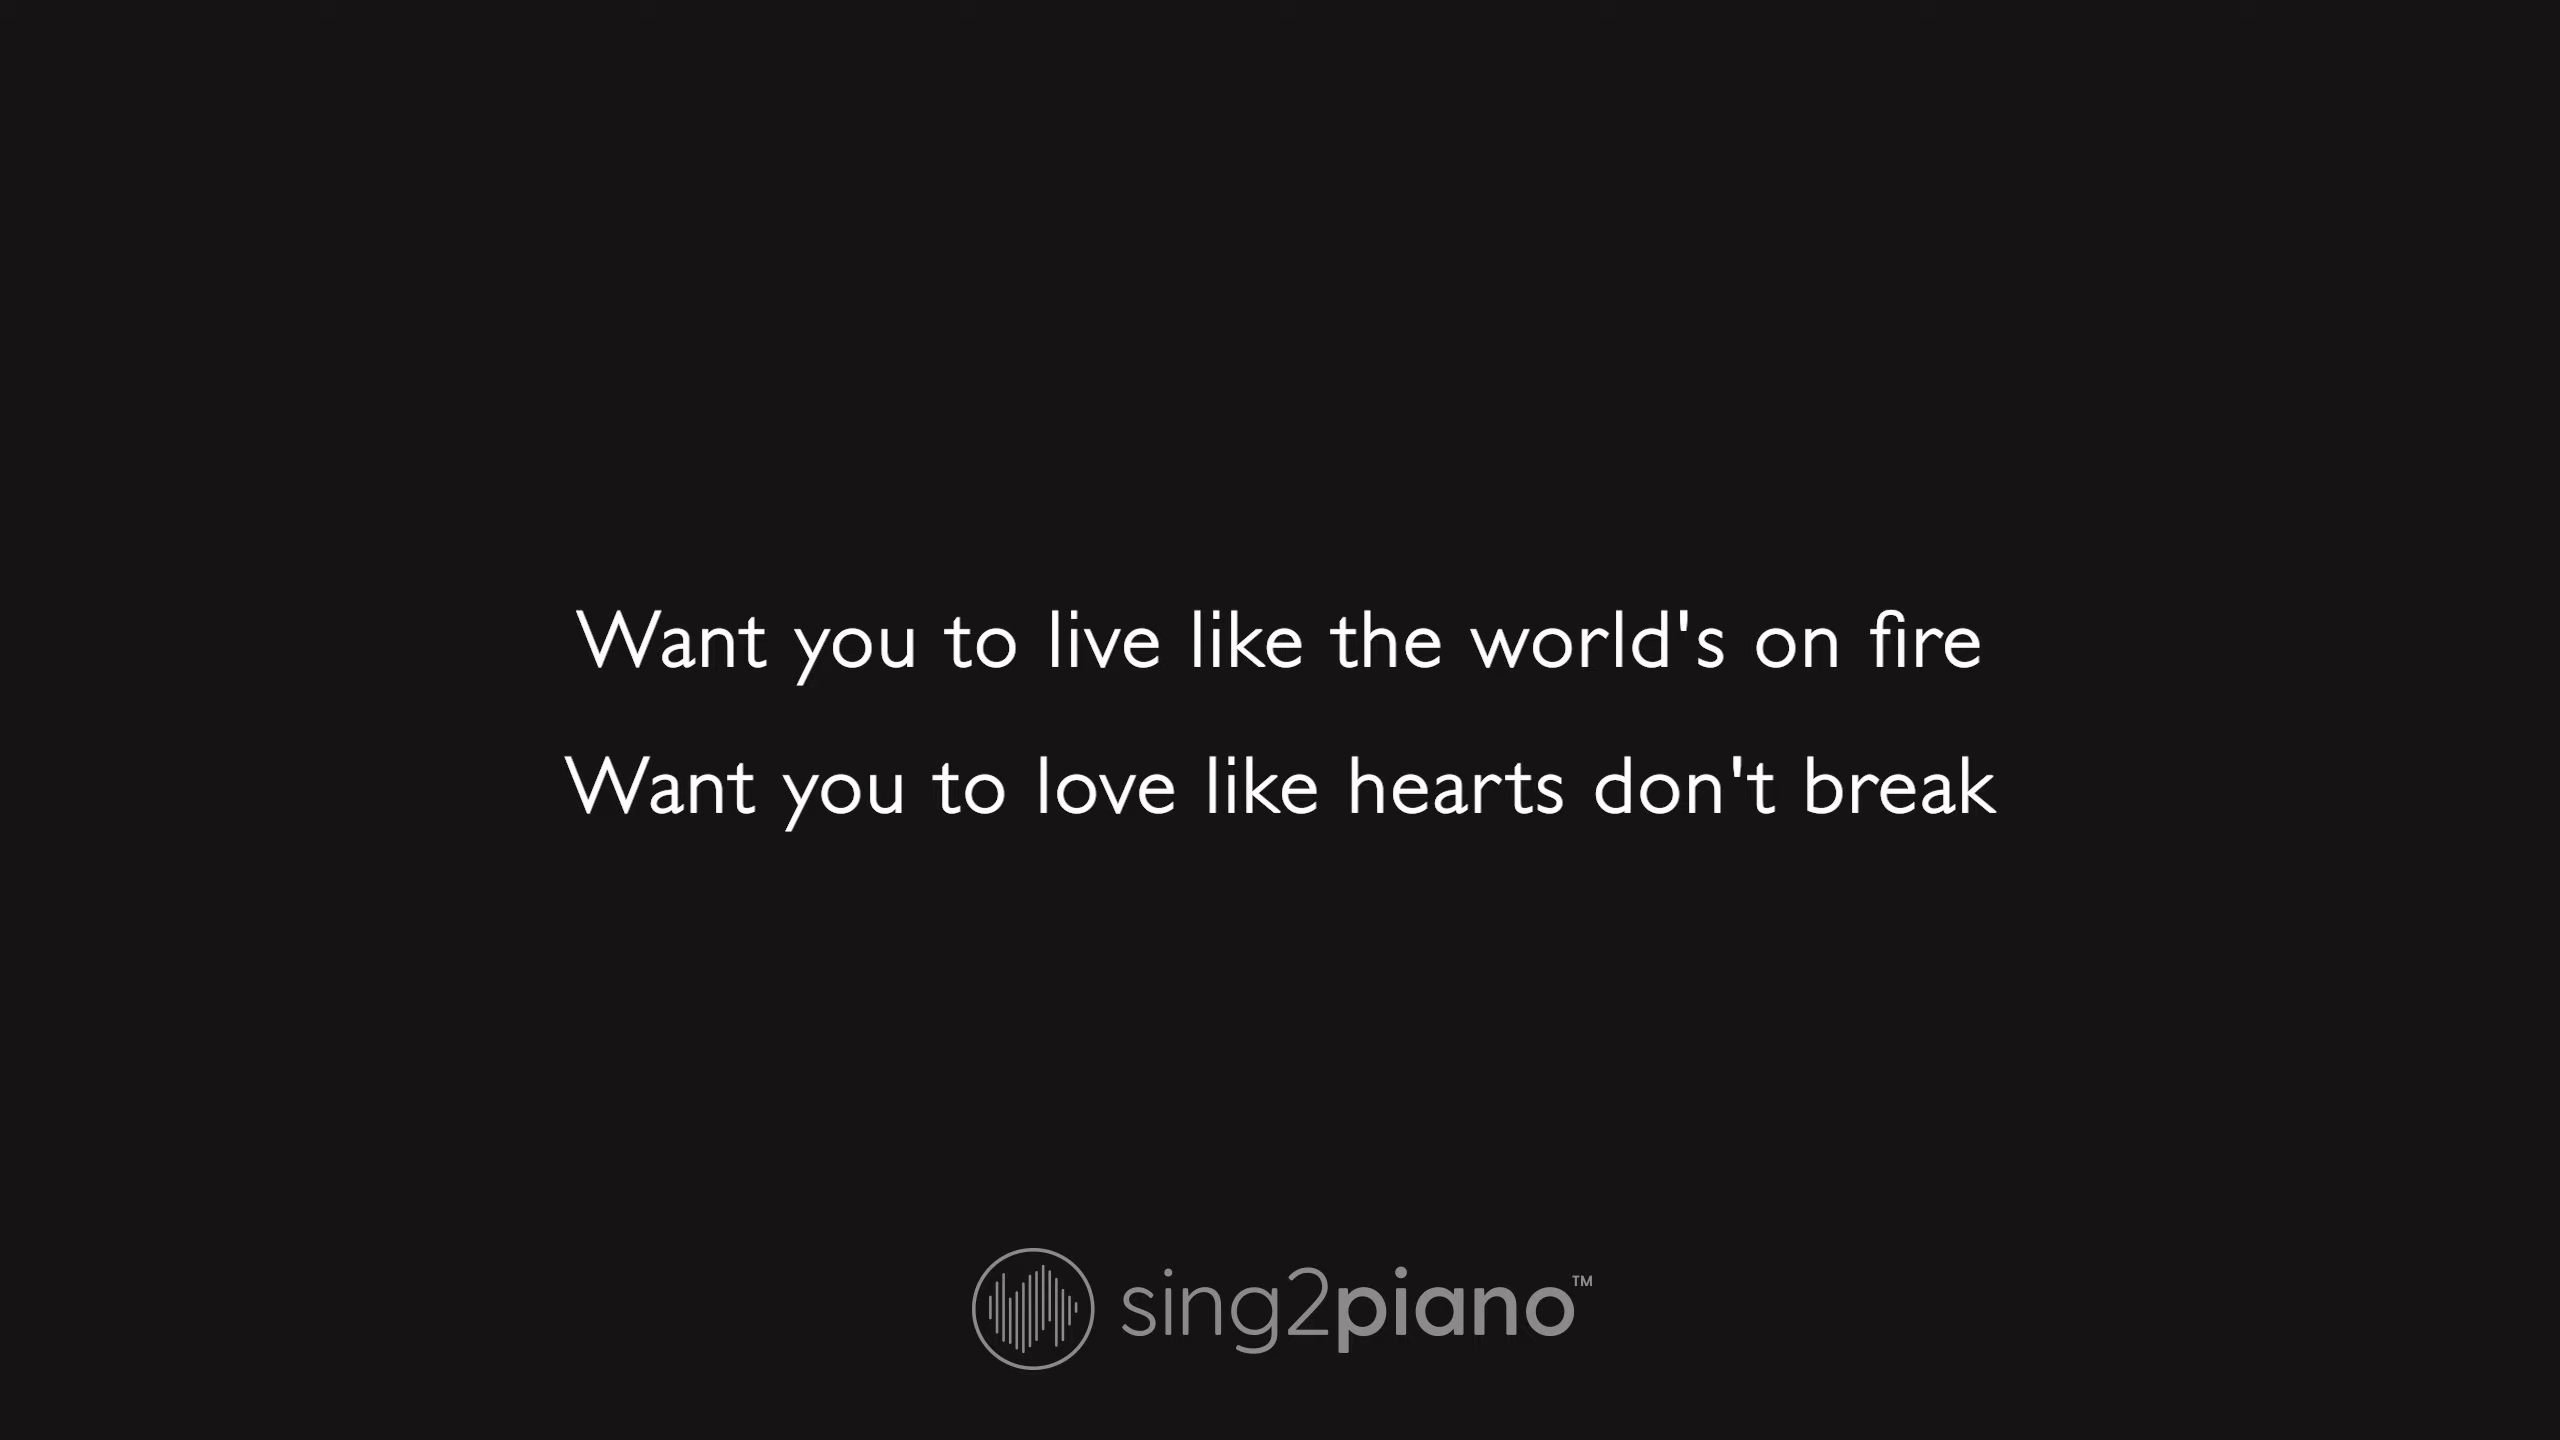 Want you to live like the world's on fire
Want you to love like hearts don't break
sing2piano™